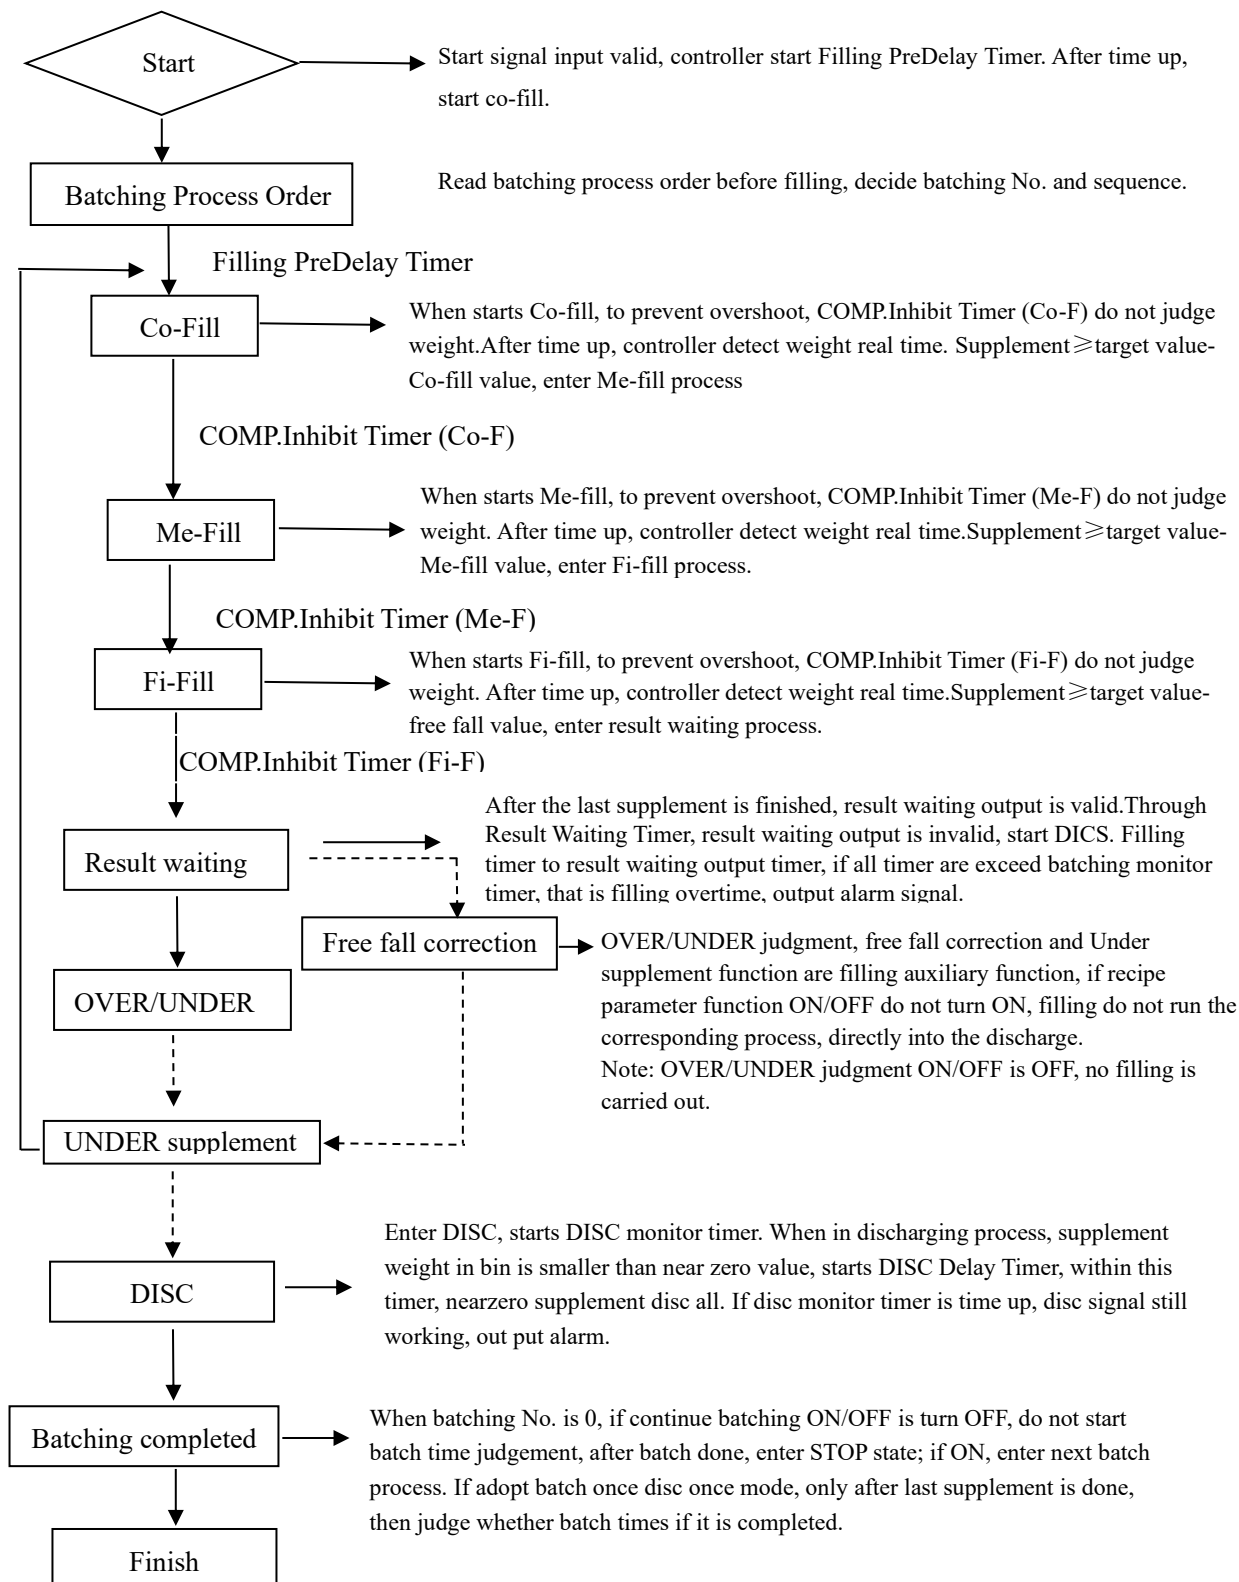 Start
Start signal input valid, controller start Filling PreDelay Timer. After time up,
start co-fill.
Batching Process Order
Read batching process order before filling, decide batching No. and sequence.
Filling PreDelay Timer
Co-Fill
When starts Co-fill, to prevent overshoot, COMP.Inhibit Timer (Co-F) do not judge
weight.After time up, controller detect weight real time. Supplement≥target value-
Co-fill value, enter Me-fill process
COMP.Inhibit Timer (Co-F)
Me-Fill
When starts Me-fill, to prevent overshoot, COMP.Inhibit Timer (Me-F) do not judge
weight. After time up, controller detect weight real time.Supplement≥target value-
Me-fill value, enter Fi-fill process.
COMP.Inhibit Timer (Me-F)
Fi-Fill
When starts Fi-fill, to prevent overshoot, COMP.Inhibit Timer (Fi-F) do not judge
weight. After time up, controller detect weight real time.Supplement≥target value-
free fall value, enter result waiting process.
COMP.Inhibit Timer (Fi-F)
Result waiting
After the last supplement is finished, result waiting output is valid.Through
Result Waiting Timer, result waiting output is invalid, start DICS. Filling
timer to result waiting output timer, if all timer are exceed batching monitor
timer, that is filling overtime, output alarm signal.
Free fall correction
OVER/UNDER judgment, free fall correction and Under
supplement function are filling auxiliary function, if recipe
parameter function ON/OFF do not turn ON, filling do not run the
corresponding process, directly into the discharge.
Note: OVER/UNDER judgment ON/OFF is OFF, no filling is
carried out.
OVER/UNDER
UNDER supplement
Enter DISC, starts DISC monitor timer. When in discharging process, supplement
weight in bin is smaller than near zero value, starts DISC Delay Timer, within this
timer, nearzero supplement disc all. If disc monitor timer is time up, disc signal still
working, out put alarm.
DISC
Batching completed
When batching No. is 0, if continue batching ON/OFF is turn OFF, do not start
batch time judgement, after batch done, enter STOP state; if ON, enter next batch
process. If adopt batch once disc once mode, only after last supplement is done,
then judge whether batch times if it is completed.
Finish